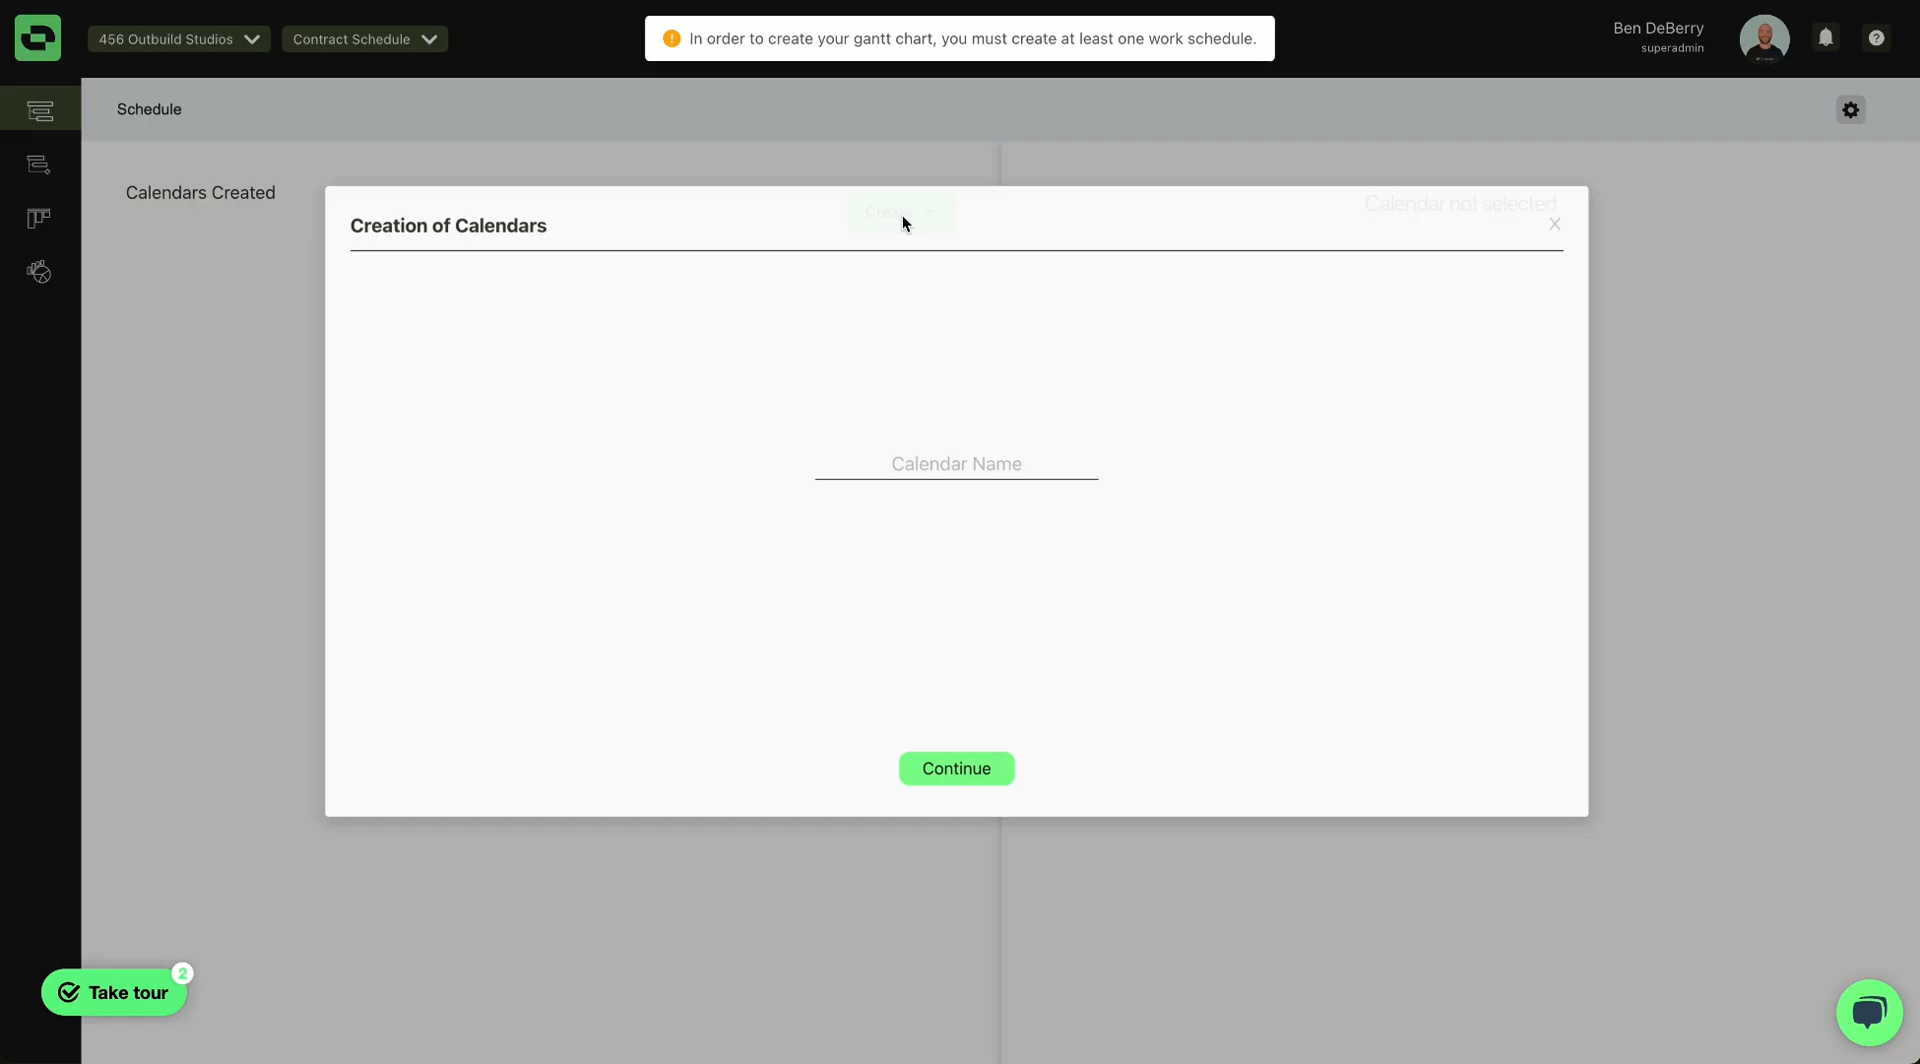 456 Outbuild Studios
Contract Schedule
In order to create your gantt chart, you must create at least one work schedule.
Ben DeBerry
superadmin
Schedule
Calendars Created
Calendar not selected
Creation of Calendars
Calendar Name
Continue
2
Take tour